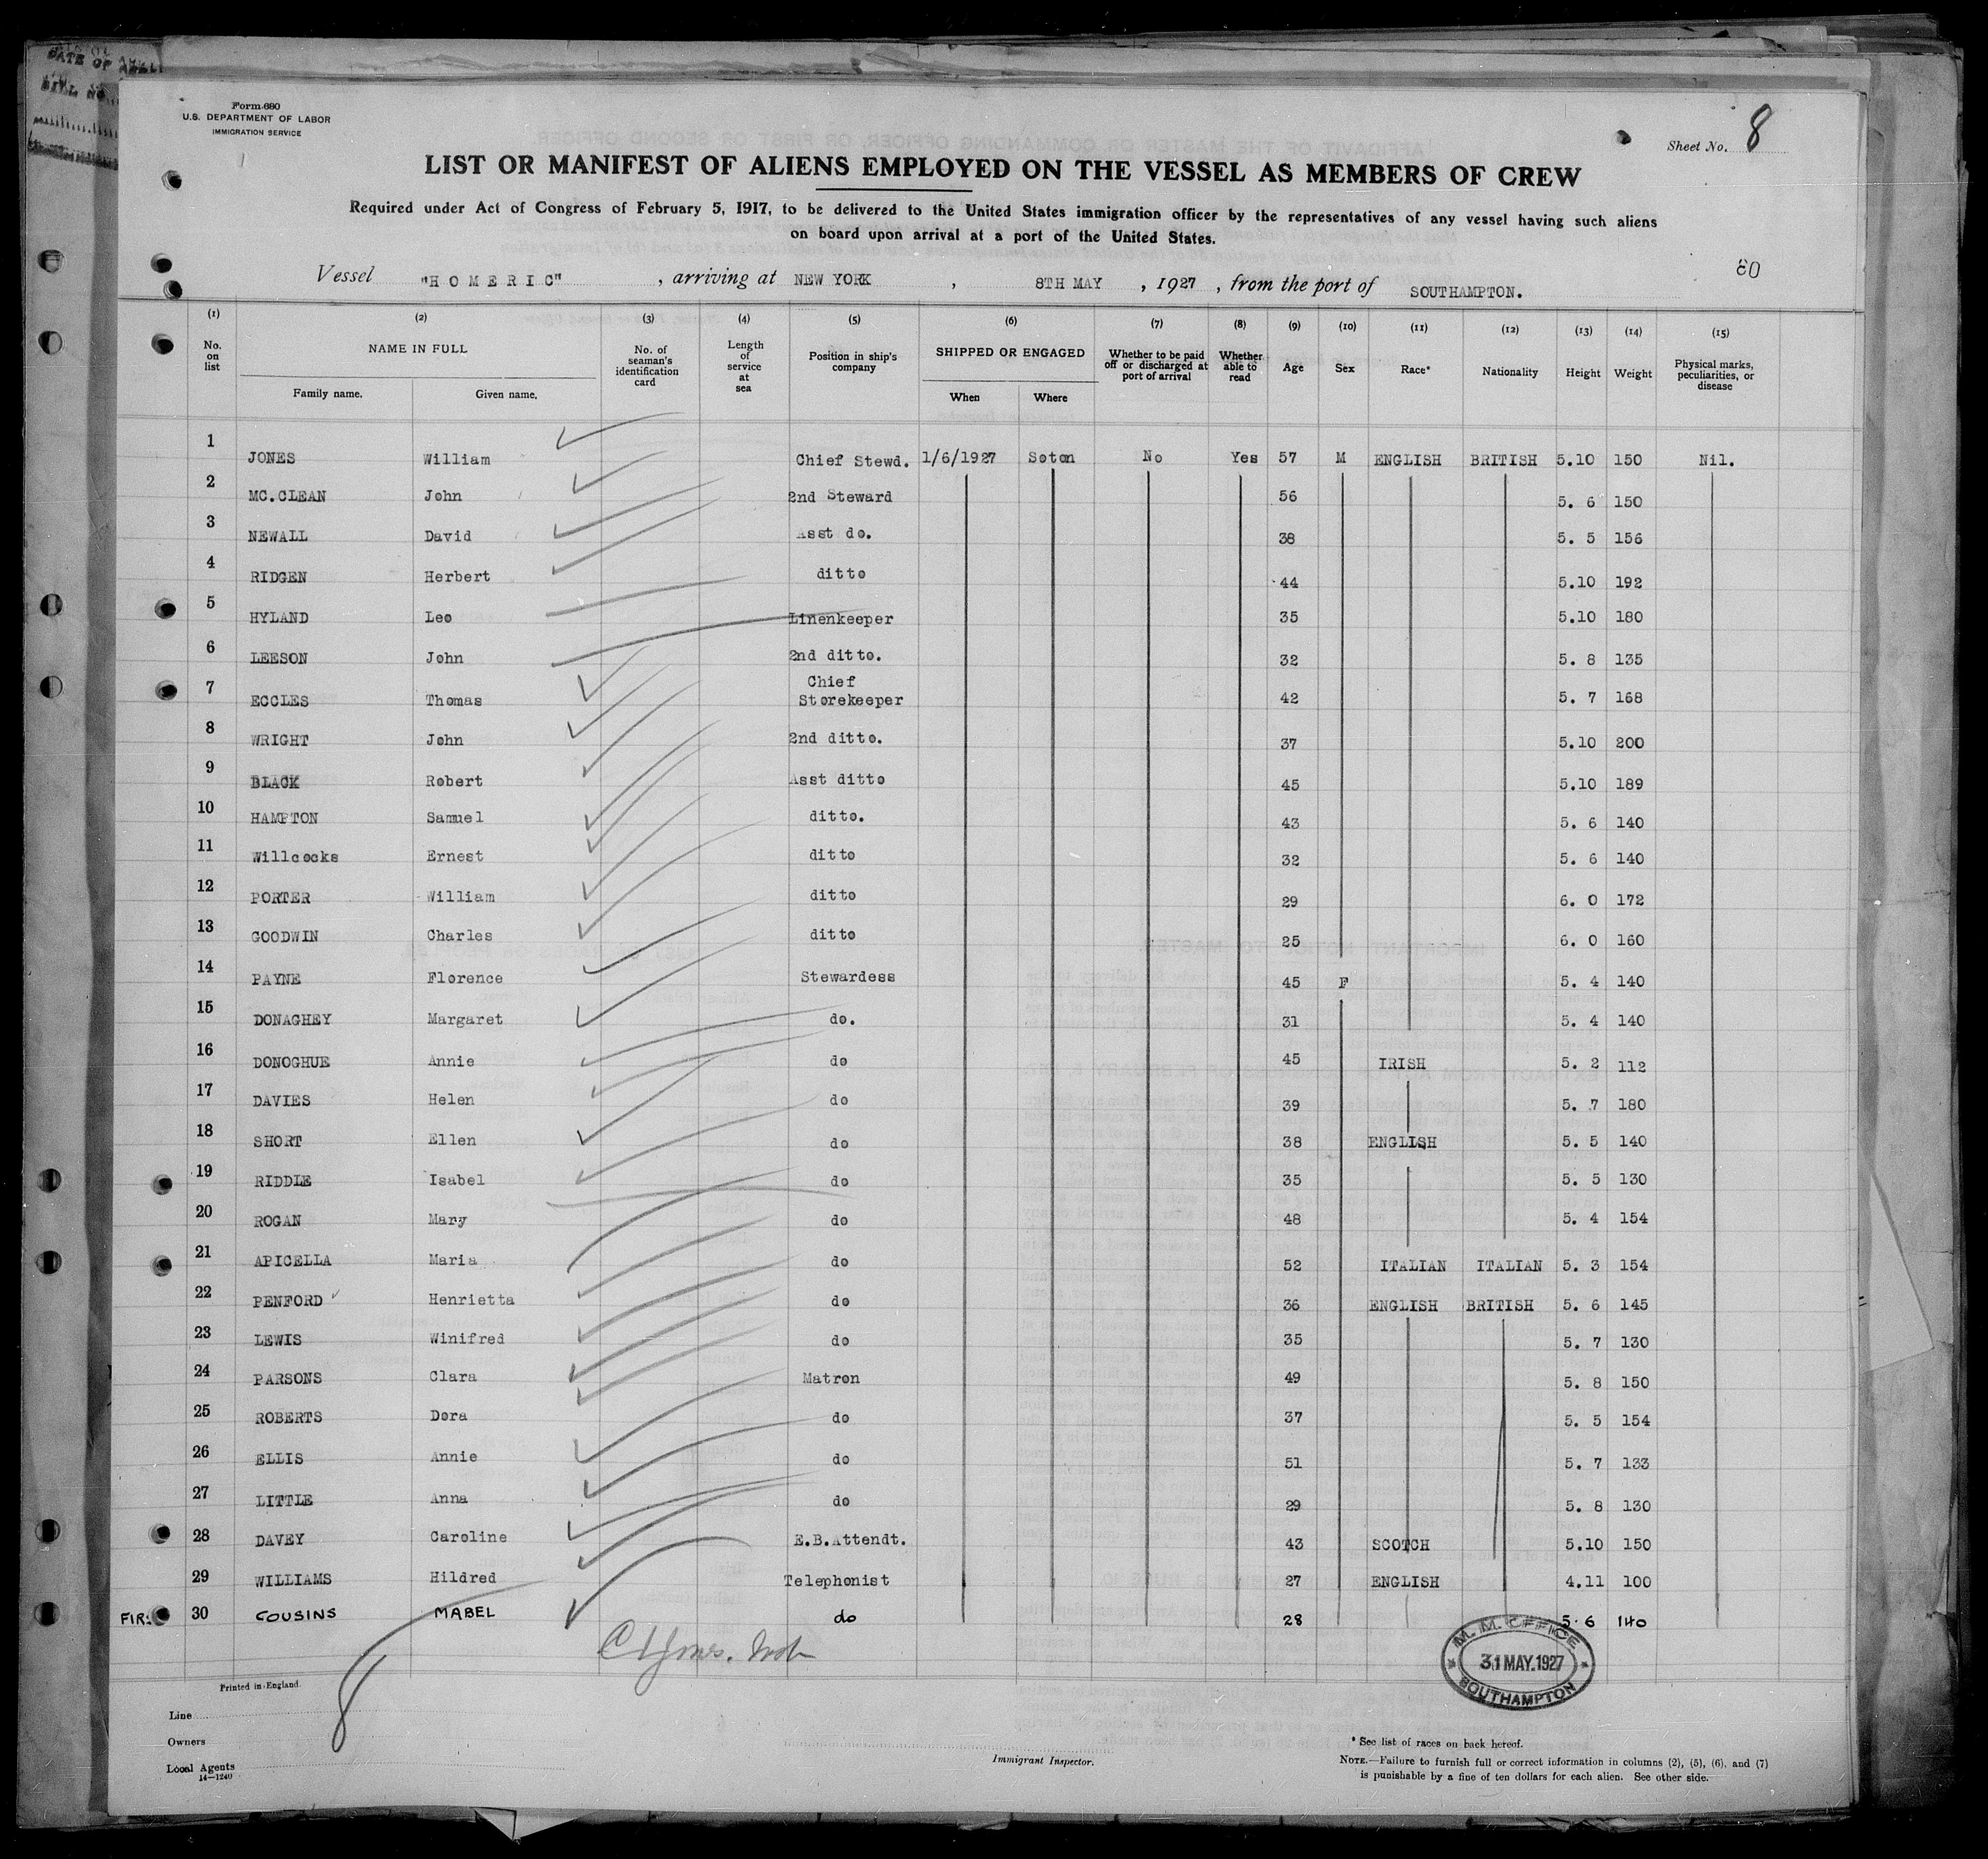 Form 680
U.S. DEPARTMENT OF LABOR
IMMIGRATION SERVICE
Sheet No. 8
LIST OR MANIFEST OF ALIENS EMPLOYED ON THE VESSEL AS MEMBERS OF CREW
Required under Act of Congress of February 5, 1917, to be delivered to the United States immigration officer by the representatives of any vessel having such aliens
on board upon arrival at a port of the United States.
80
Vessel "HOMERIC", arriving at NEW YORK, 8TH MAY, 1927, from the port of SOUTHAMPTON.
(1) (2) (3) (4) (5) (6) (7) (8) (9) (10) (11) (12) (13) (14) (15)
No. on list NAME IN FULL No. of seaman's identification card Length of service at sea Position in ship's company SHIPPED OR ENGAGED Whether to be paid off or discharged at port of arrival Whether able to read Age Sex Race* Nationality Height Weight Physical marks, peculiarities, or disease
Family name. Given name. When Where
1 JONES William Chief Stewd. 1/6/1927 Soton No Yes 57 M ENGLISH BRITISH 5.10 150 Nil.
2 MC.CLEAN John 2nd Steward 56 5. 6 150
3 NEWALL David Asst do. 38 5. 5 156
4 RIDGEN Herbert ditto 44 5.10 192
5 HYLAND Leo Linenkeeper 35 5.10 180
6 LEESON John 2nd ditto. 32 5. 8 135
7 ECCLES Thomas Chief Storekeeper 42 5. 7 168
8 WRIGHT John 2nd ditto. 37 5.10 200
9 BLACK Robert Asst ditto 45 5.10 189
10 HAMPTON Samuel ditto. 43 5. 6 140
11 Willcocks Ernest ditto 32 5. 6 140
12 PORTER William ditto 29 6. 0 172
13 GOODWIN Charles ditto 25 6. 0 160
14 PAYNE Florence Stewardess 45 F 5. 4 140
15 DONAGHEY Margaret do. 31 5. 4 140
16 DONOGHUE Annie do 45 IRISH 5. 2 112
17 DAVIES Helen do 39 5. 7 180
18 SHORT Ellen do 38 ENGLISH 5. 5 140
19 RIDDLE Isabel do 35 5. 5 130
20 ROGAN Mary do 48 5. 4 154
21 APICELLA Maria do 52 ITALIAN ITALIAN 5. 3 154
22 PENFORD Henrietta do 36 ENGLISH BRITISH 5. 6 145
23 LEWIS Winifred do 35 5. 7 130
24 PARSONS Clara Matron 49 5. 8 150
25 ROBERTS Dora do 37 5. 5 154
26 ELLIS Annie do 51 5. 7 133
27 LITTLE Anna do 29 5. 8 130
28 DAVEY Caroline E.B.Attendt. 43 SCOTCH 5.10 150
29 WILLIAMS Hildred Telephonist 27 ENGLISH 4.11 100
FIR 30 COUSINS MABEL do 28 5.6 140
M. M. OFFICE
31 MAY.1927
SOUTHAMPTON
Printed in England.
8
Line
Owners
Local Agents
14—1240
Immigrant Inspector.
* See list of races on back hereof.
NOTE.—Failure to furnish full or correct information in columns (2), (5), (6), and (7)
is punishable by a fine of ten dollars for each alien. See other side.